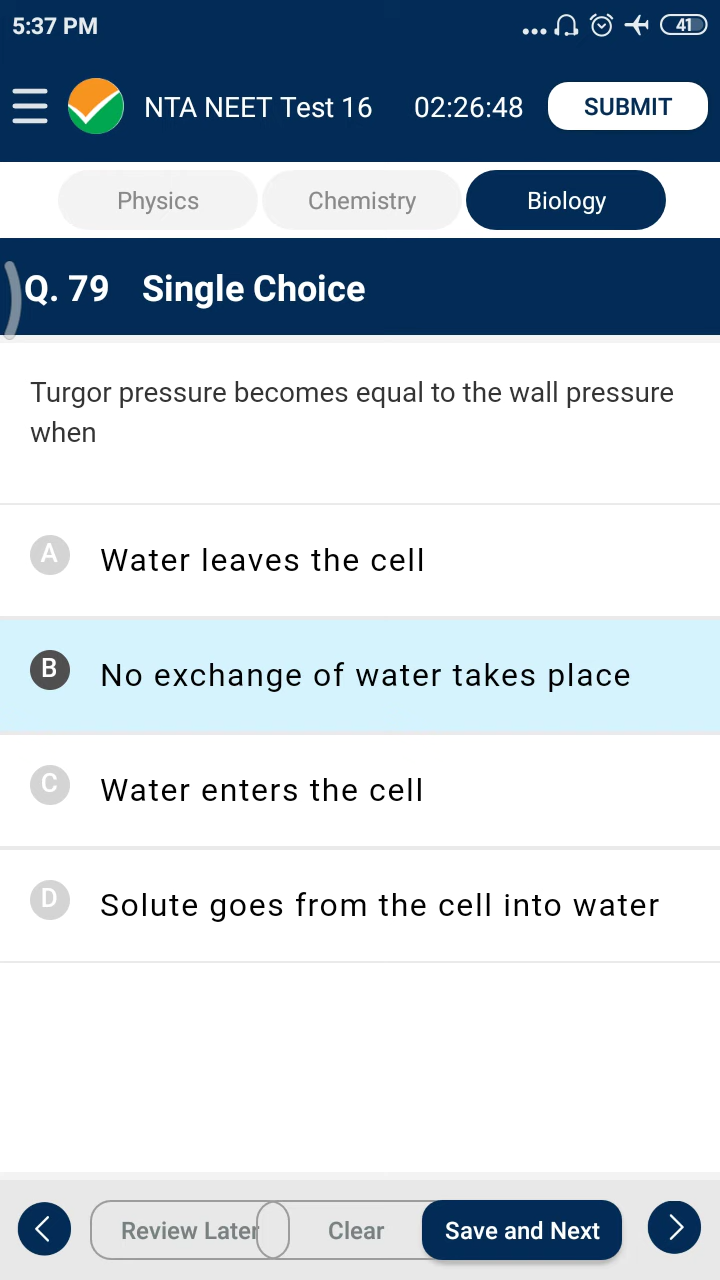 5:37 PM
41
NTA NEET Test 16 02:26:48 SUBMIT
Physics Chemistry Biology
Q. 79 Single Choice
Turgor pressure becomes equal to the wall pressure
when
A Water leaves the cell
B No exchange of water takes place
C Water enters the cell
D Solute goes from the cell into water
Review Later Clear Save and Next